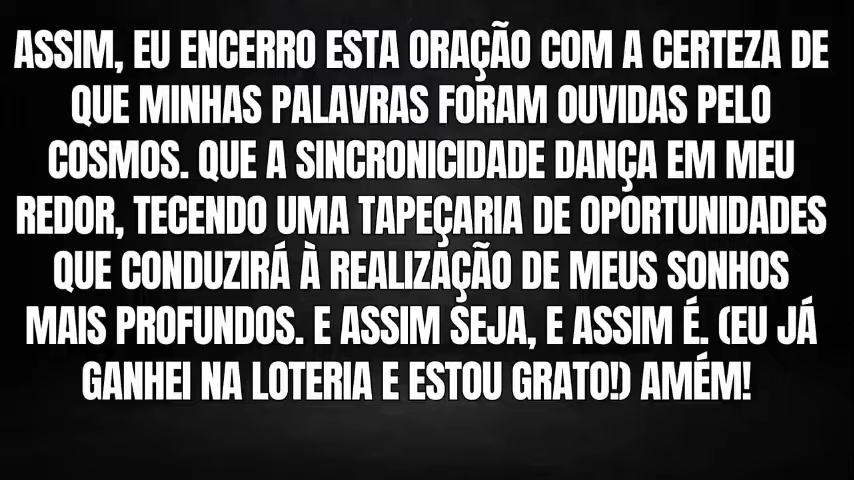 ASSIM, EU ENCERRO ESTA ORAÇÃO COM A CERTEZA DE
QUE MINHAS PALAVRAS FORAM OUVIDAS PELO
COSMOS. QUE A SINCRONICIDADE DANÇA EM MEU
REDOR, TECENDO UMA TAPEÇARIA DE OPORTUNIDADES
QUE CONDUZIRÁ À REALIZAÇÃO DE MEUS SONHOS
MAIS PROFUNDOS. E ASSIM SEJA, E ASSIM É. (EU JÁ
GANHEI NA LOTERIA E ESTOU GRATO!) AMÉM!